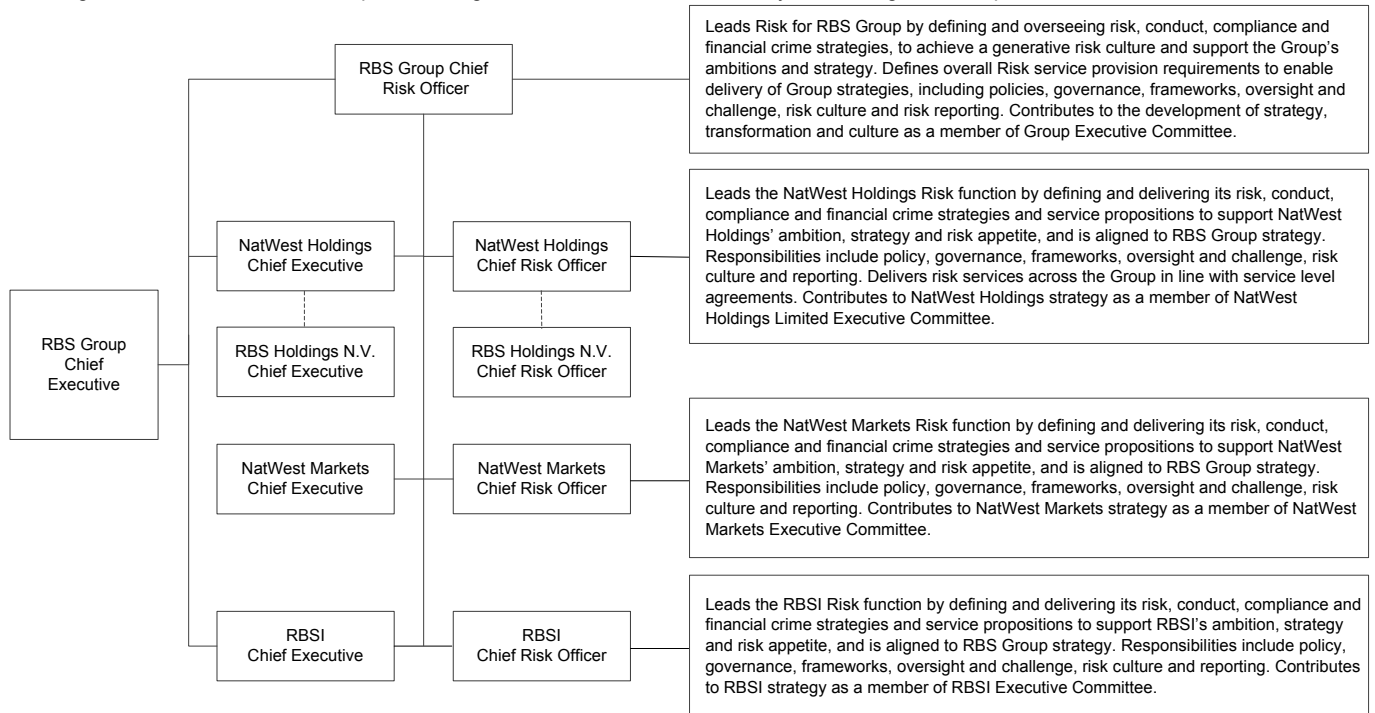 RBS Group Chief
Risk Officer
Leads Risk for RBS Group by defining and overseeing risk, conduct, compliance and
financial crime strategies, to achieve a generative risk culture and support the Group's
ambitions and strategy. Defines overall Risk service provision requirements to enable
delivery of Group strategies, including policies, governance, frameworks, oversight and
challenge, risk culture and risk reporting. Contributes to the development of strategy,
transformation and culture as a member of Group Executive Committee.
RBS Group
Chief
Executive
NatWest Holdings
Chief Executive
NatWest Holdings
Chief Risk Officer
Leads the NatWest Holdings Risk function by defining and delivering its risk, conduct,
compliance and financial crime strategies and service propositions to support NatWest
Holdings' ambition, strategy and risk appetite, and is aligned to RBS Group strategy.
Responsibilities include policy, governance, frameworks, oversight and challenge, risk
culture and reporting. Delivers risk services across the Group in line with service level
agreements. Contributes to NatWest Holdings strategy as a member of NatWest
Holdings Limited Executive Committee.
RBS Holdings N.V.
Chief Executive
RBS Holdings N.V.
Chief Risk Officer
NatWest Markets
Chief Executive
NatWest Markets
Chief Risk Officer
Leads the NatWest Markets Risk function by defining and delivering its risk, conduct,
compliance and financial crime strategies and service propositions to support NatWest
Markets' ambition, strategy and risk appetite, and is aligned to RBS Group strategy.
Responsibilities include policy, governance, frameworks, oversight and challenge, risk
culture and reporting. Contributes to NatWest Markets strategy as a member of NatWest
Markets Executive Committee.
RBSI
Chief Executive
RBSI
Chief Risk Officer
Leads the RBSI Risk function by defining and delivering its risk, conduct, compliance and
financial crime strategies and service propositions to support RBSI's ambition, strategy
and risk appetite, and is aligned to RBS Group strategy. Responsibilities include policy,
governance, frameworks, oversight and challenge, risk culture and reporting. Contributes
to RBSI strategy as a member of RBSI Executive Committee.